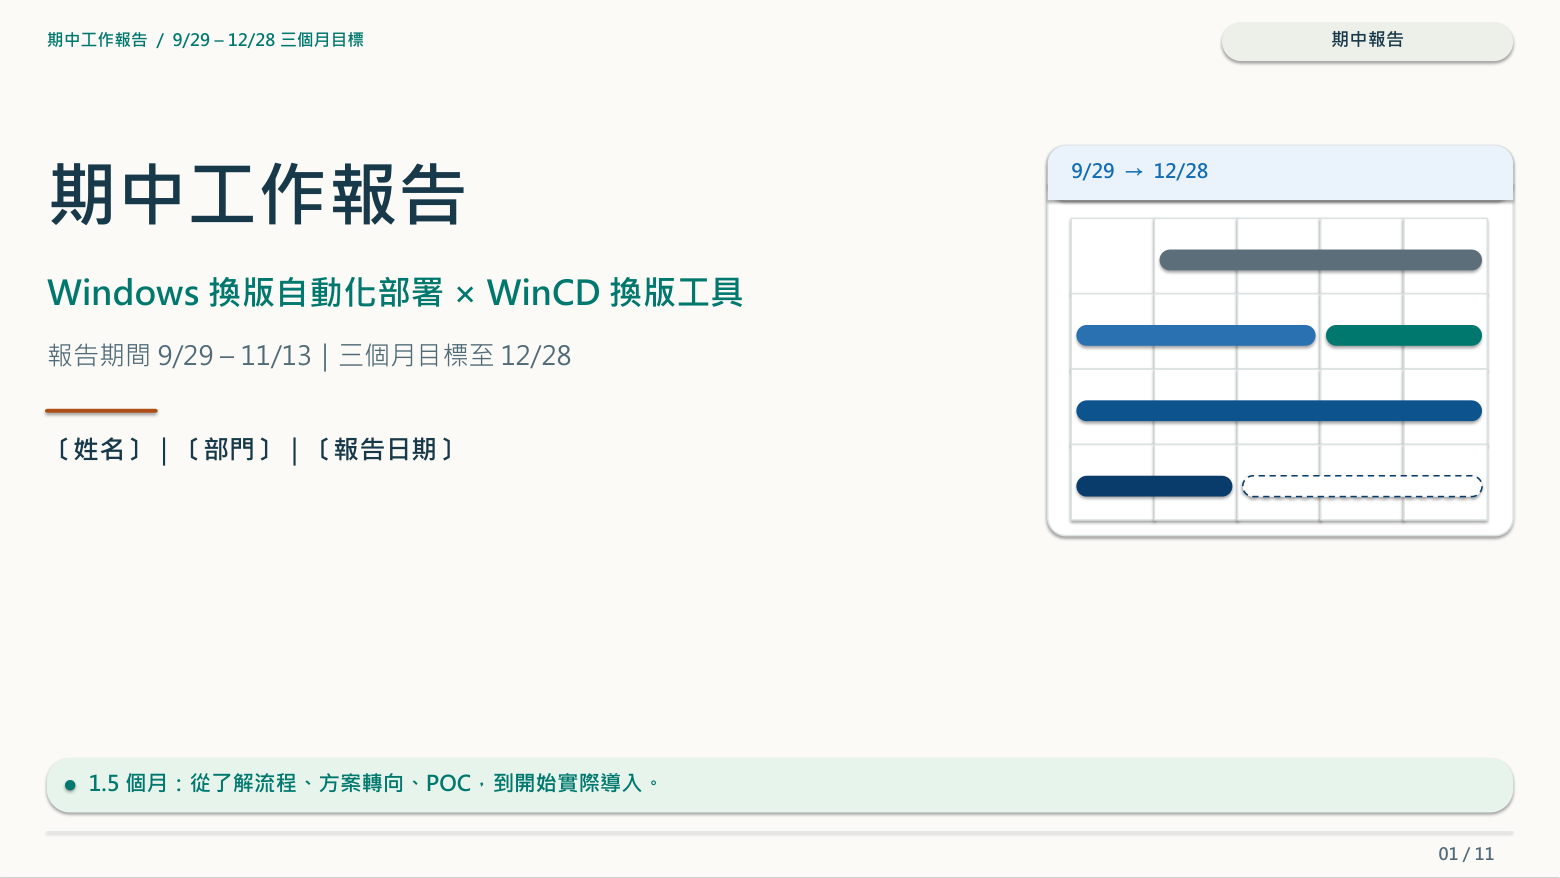 期中工作報告 / 9/29 – 12/28 三個月目標
期中報告
期中工作報告
Windows 換版自動化部署 × WinCD 換版工具
報告期間 9/29 – 11/13｜三個月目標至 12/28
〔姓名〕｜〔部門〕｜〔報告日期〕
9/29 → 12/28
1.5 個月：從了解流程、方案轉向、POC，到開始實際導入。
01 / 11